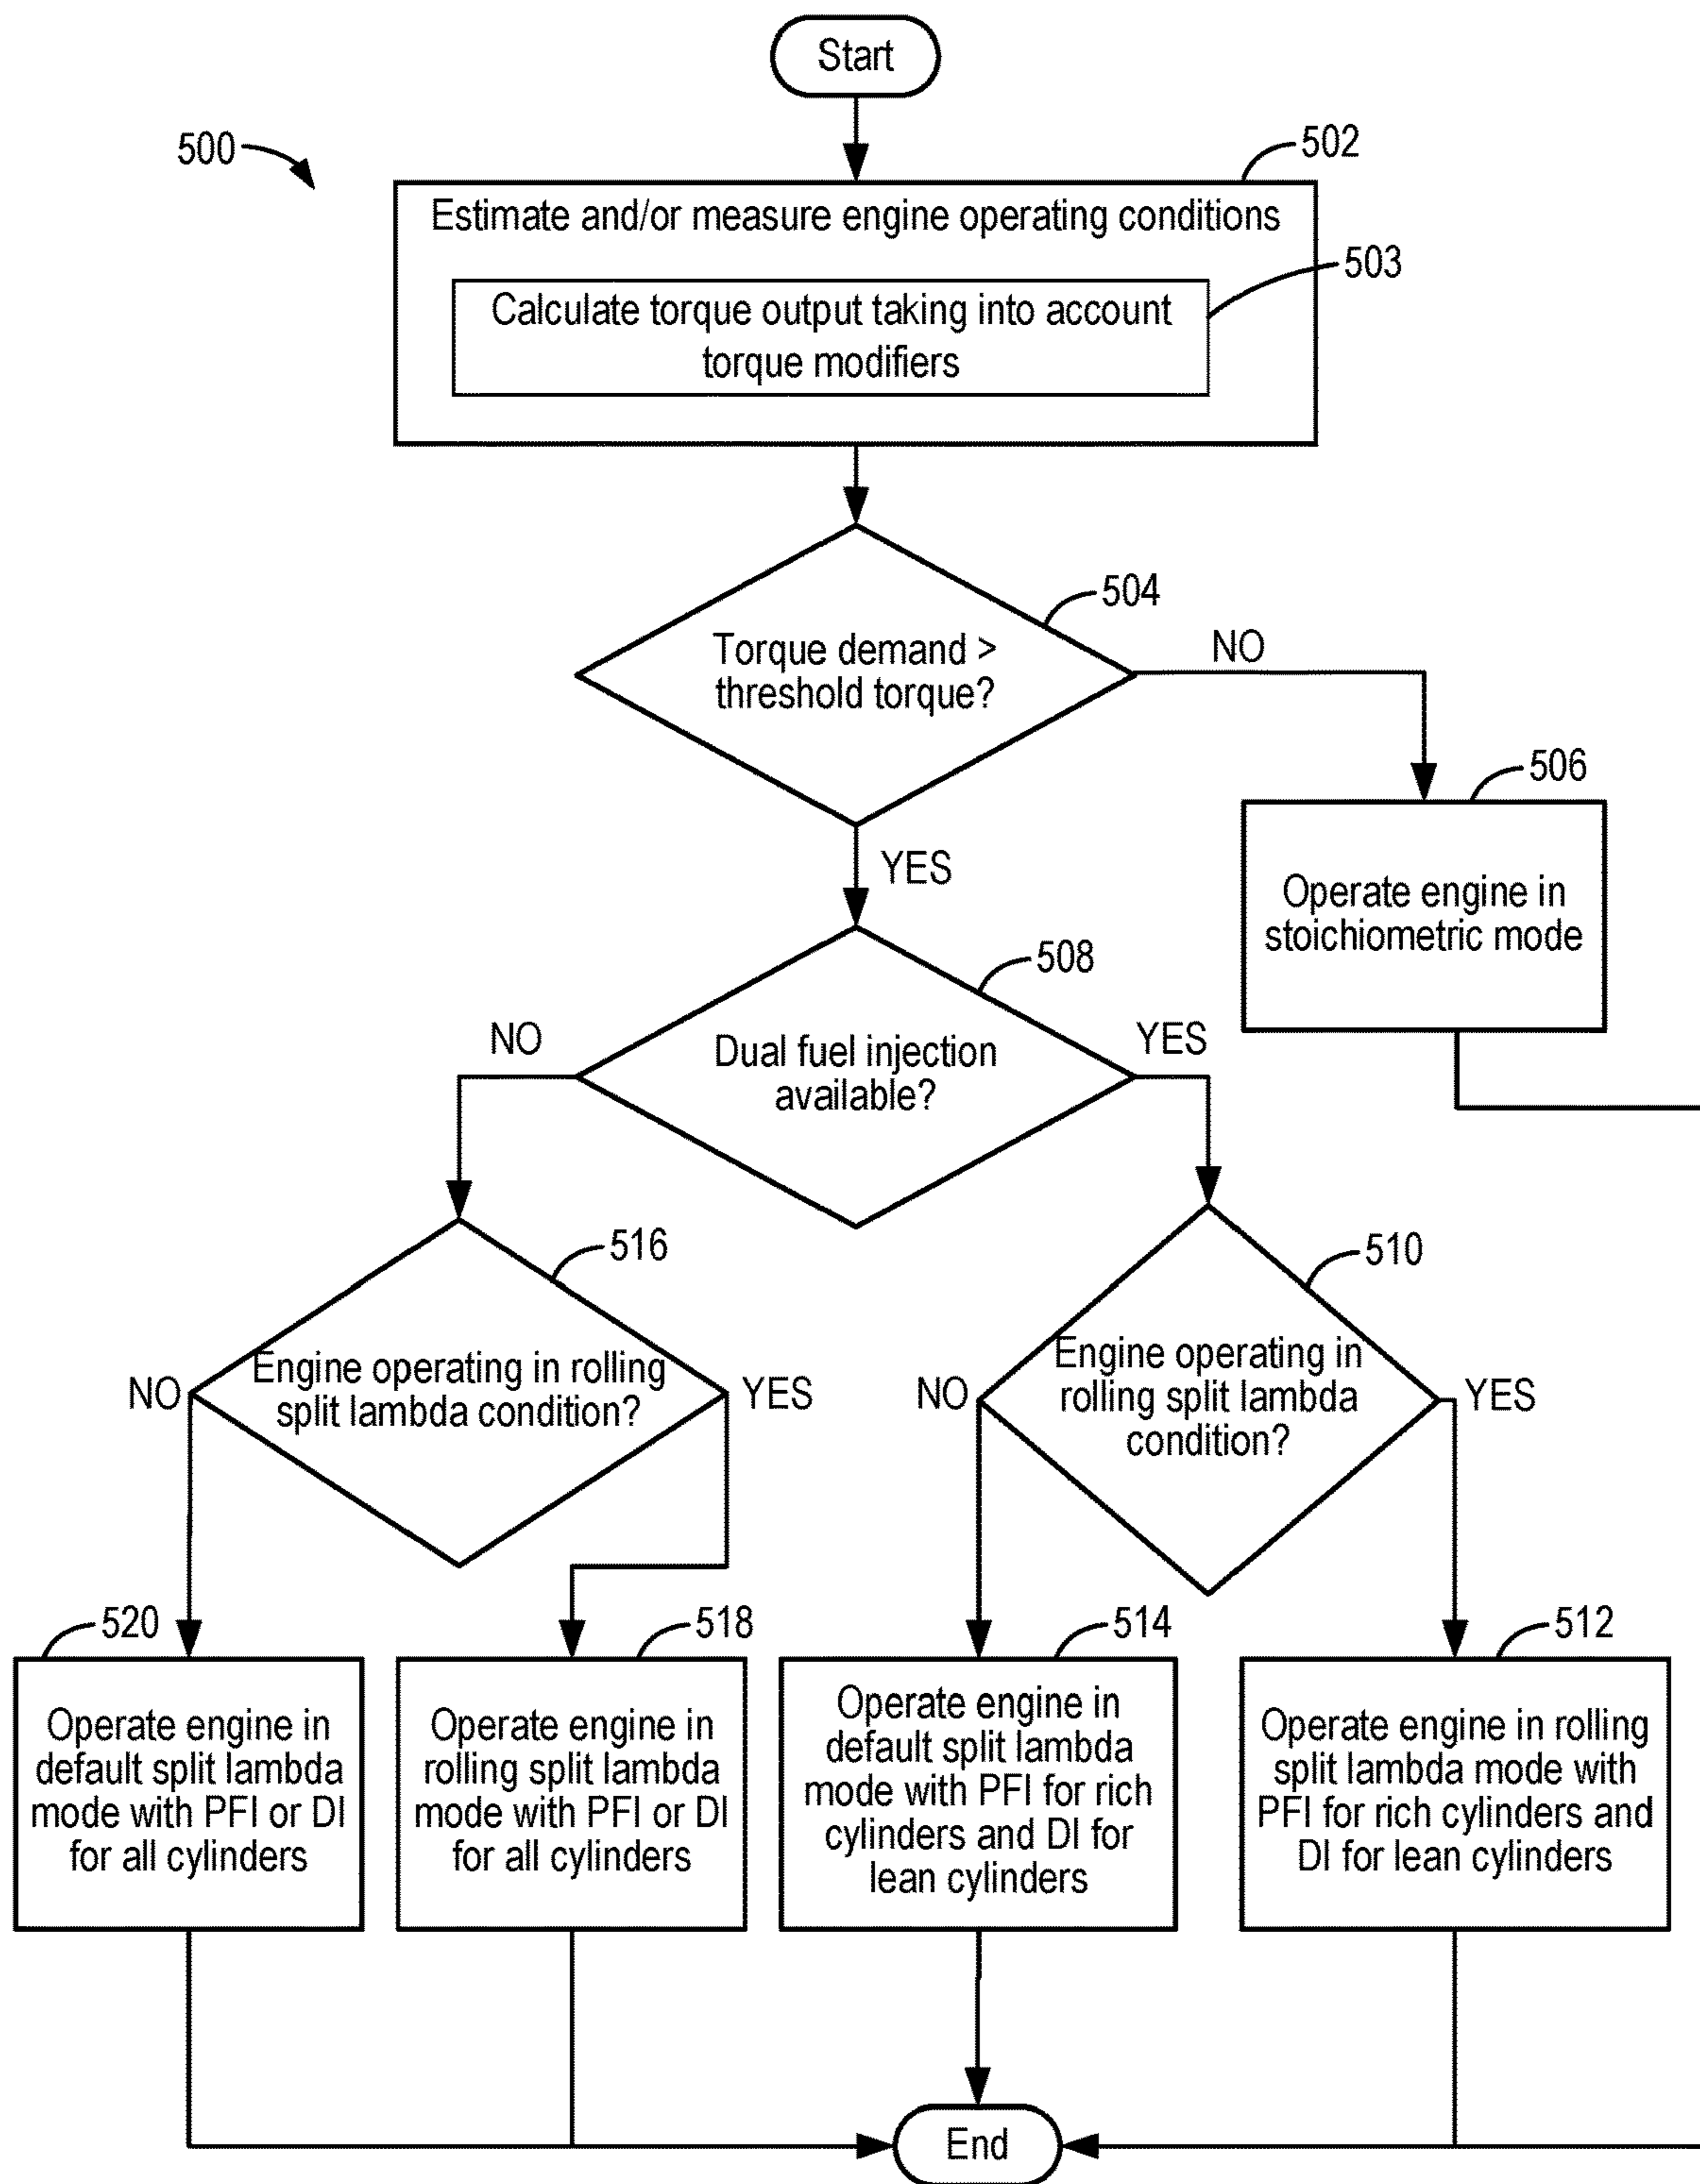 Start
500
502
Estimate and/or measure engine operating conditions
503
Calculate torque output taking into account
torque modifiers
504
Torque demand >
threshold torque?
NO
506
YES
Operate engine in
stoichiometric mode
508
NO
YES
Dual fuel injection
available?
516
510
Engine operating in rolling
split lambda condition?
NO
YES
Engine operating in
rolling split lambda
condition?
NO
YES
520
518
514
512
Operate engine in
default split lambda
mode with PFI or DI
for all cylinders
Operate engine in
rolling split lambda
mode with PFI or DI
for all cylinders
Operate engine in
default split lambda
mode with PFI for rich
cylinders and DI for
lean cylinders
Operate engine in rolling
split lambda mode with
PFI for rich cylinders and
DI for lean cylinders
End